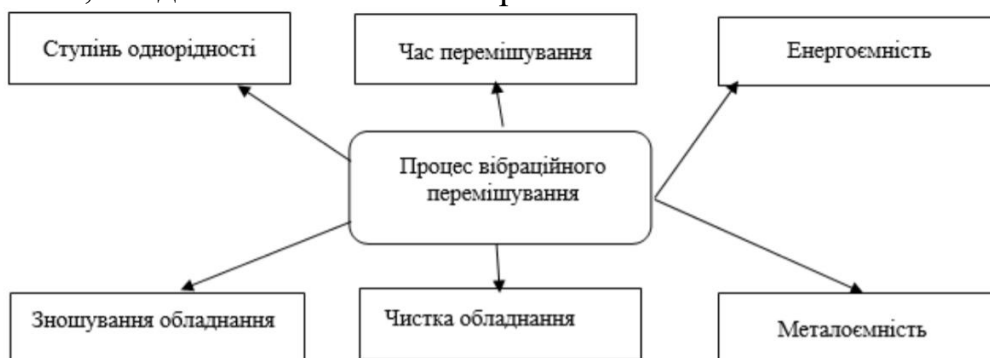 Ступінь однорідності
Час перемішування
Енергоємність
Процес вібраційного
перемішування
Зношування обладнання
Чистка обладнання
Металоємність